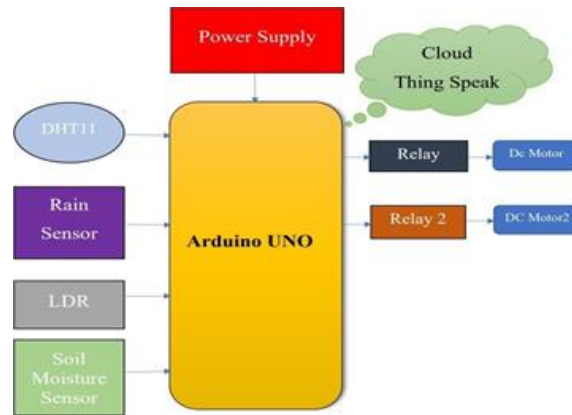 Power Supply
Cloud
Thing Speak
DHT11
Relay
Dc Motor
Rain
Sensor
Relay 2
DC Motor2
Arduino UNO
LDR
Soil
Moisture
Sensor